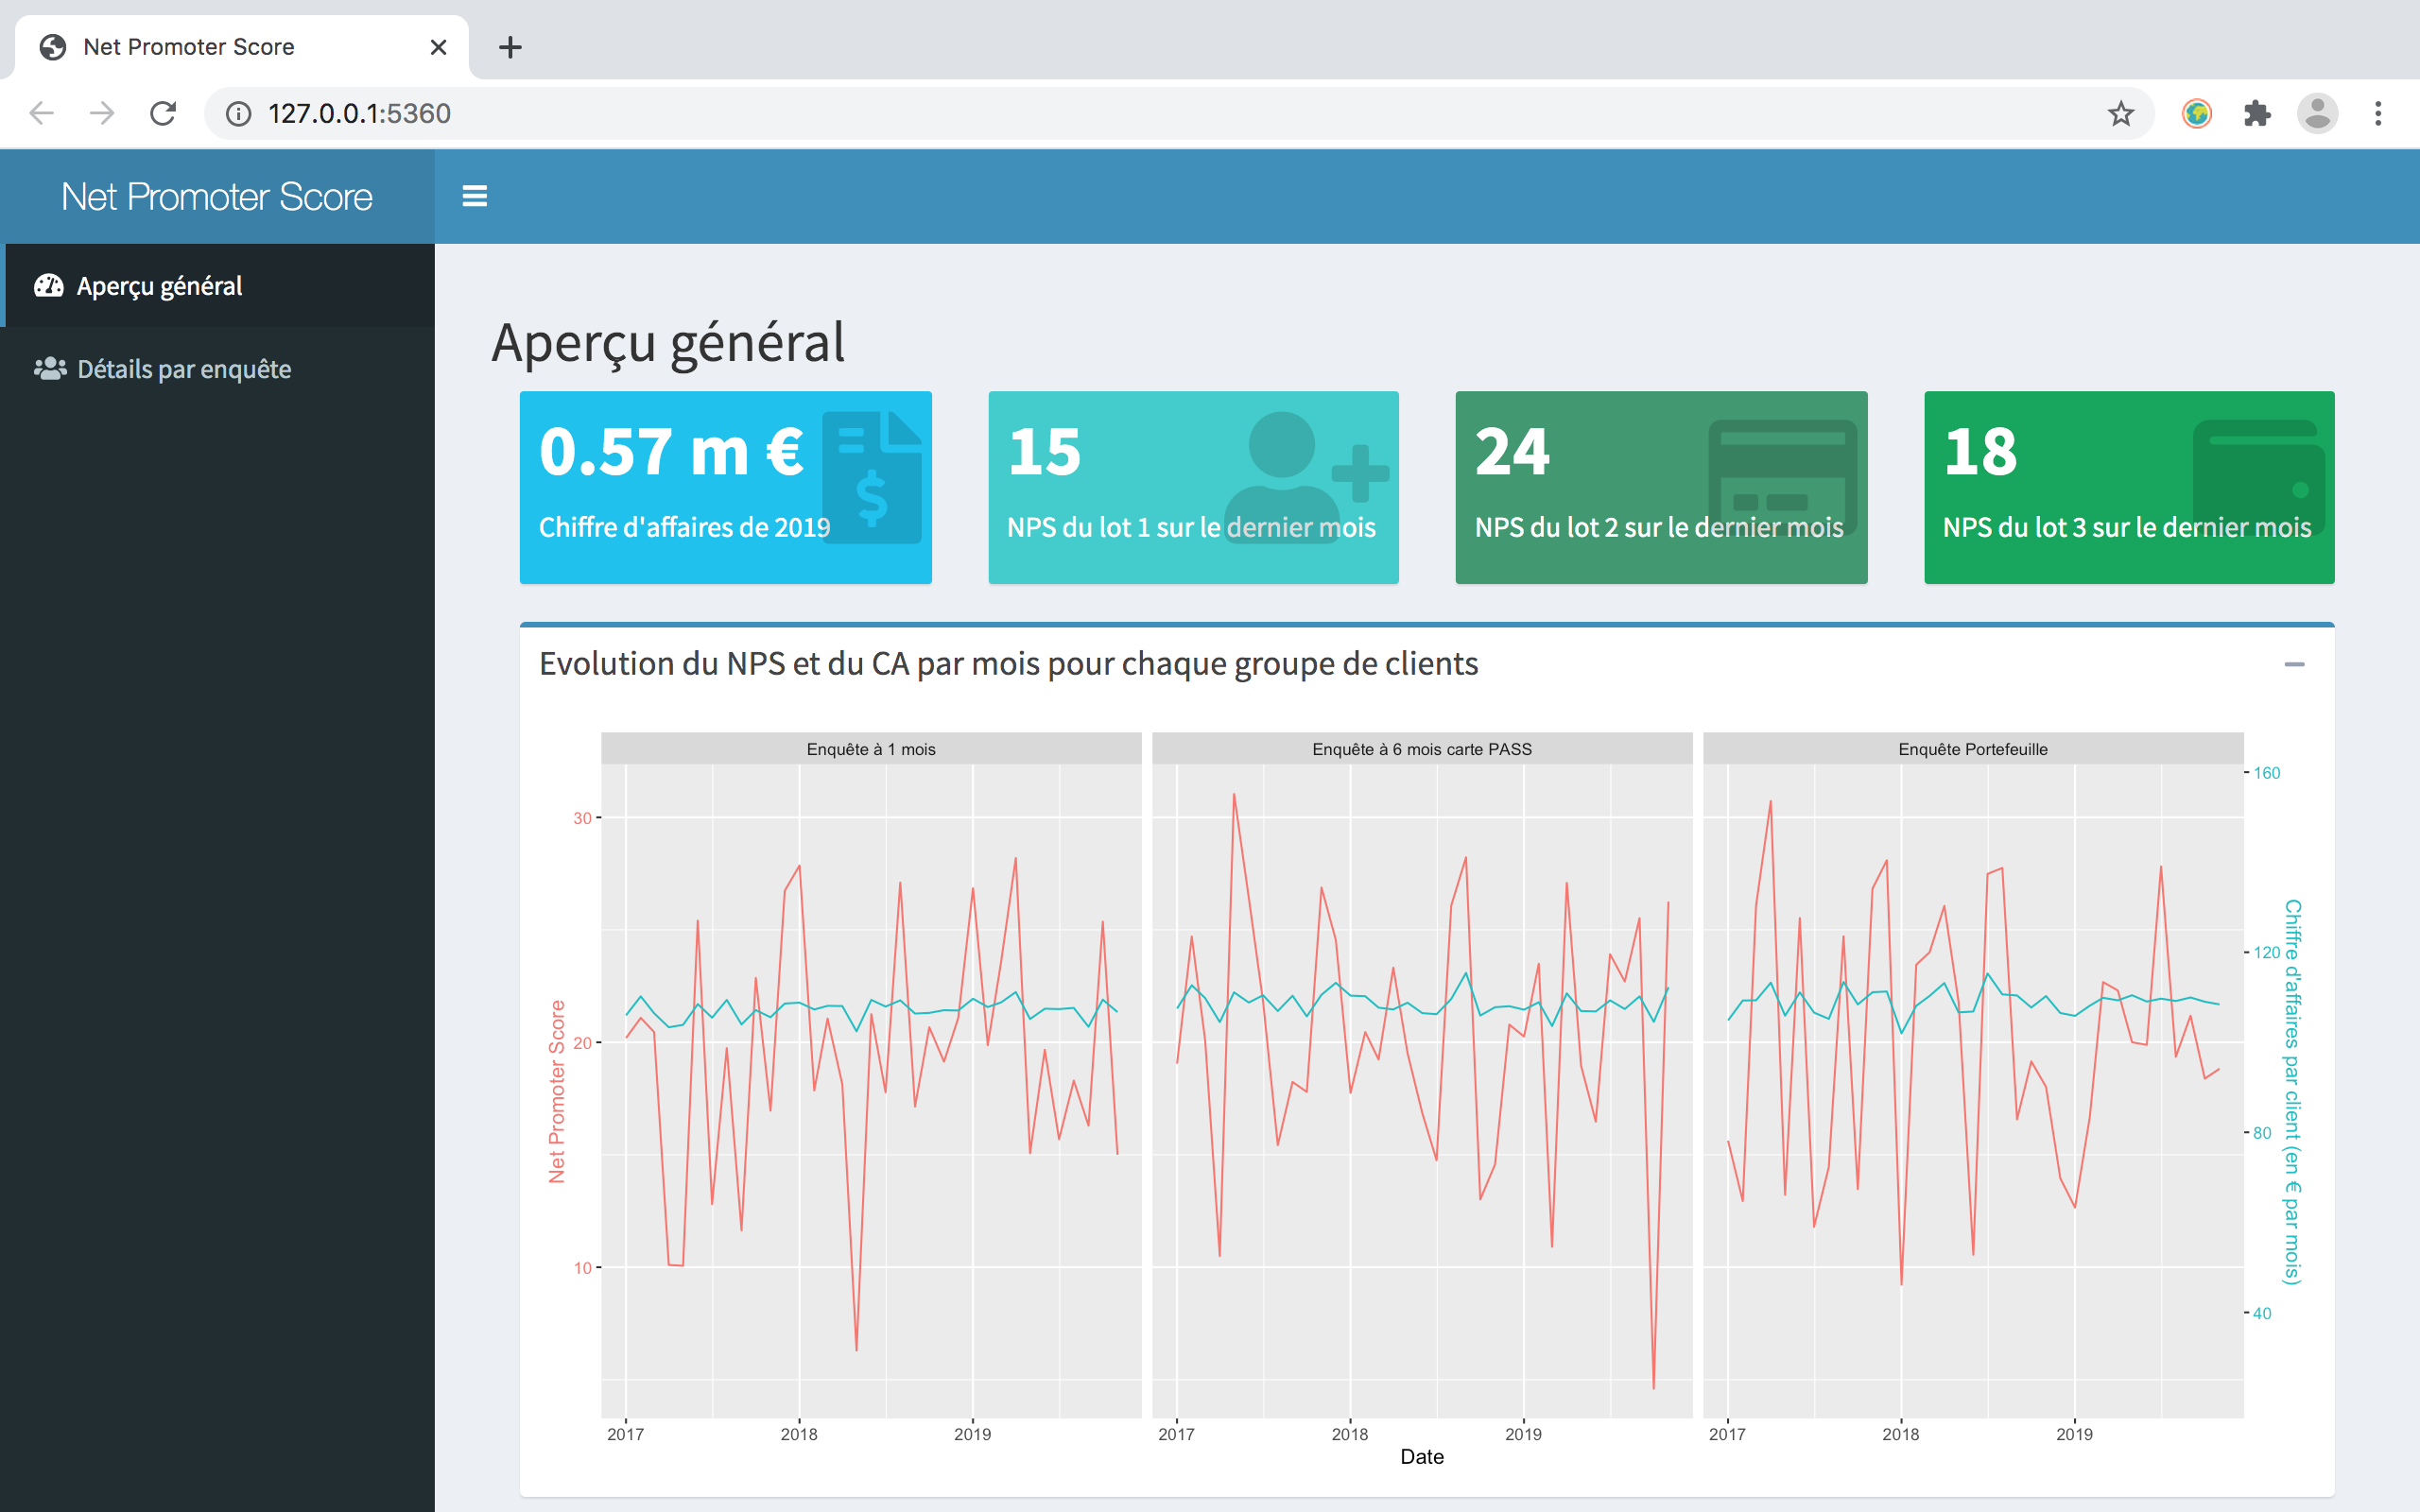 Net Promoter Score
127.0.0.1:5360
Net Promoter Score
Aperçu général
Détails par enquête
Aperçu général
0.57 m €
Chiffre d'affaires de 2019
15
NPS du lot 1 sur le dernier mois
24
NPS du lot 2 sur le dernier mois
18
NPS du lot 3 sur le dernier mois
Evolution du NPS et du CA par mois pour chaque groupe de clients
Enquête à 1 mois
Enquête à 6 mois carte PASS
Enquête Portefeuille
Net Promoter Score
30
20
10
160
120
80
40
Chiffre d'affaires par client (en € par mois)
2017 2018 2019
2017 2018 2019
2017 2018 2019
Date